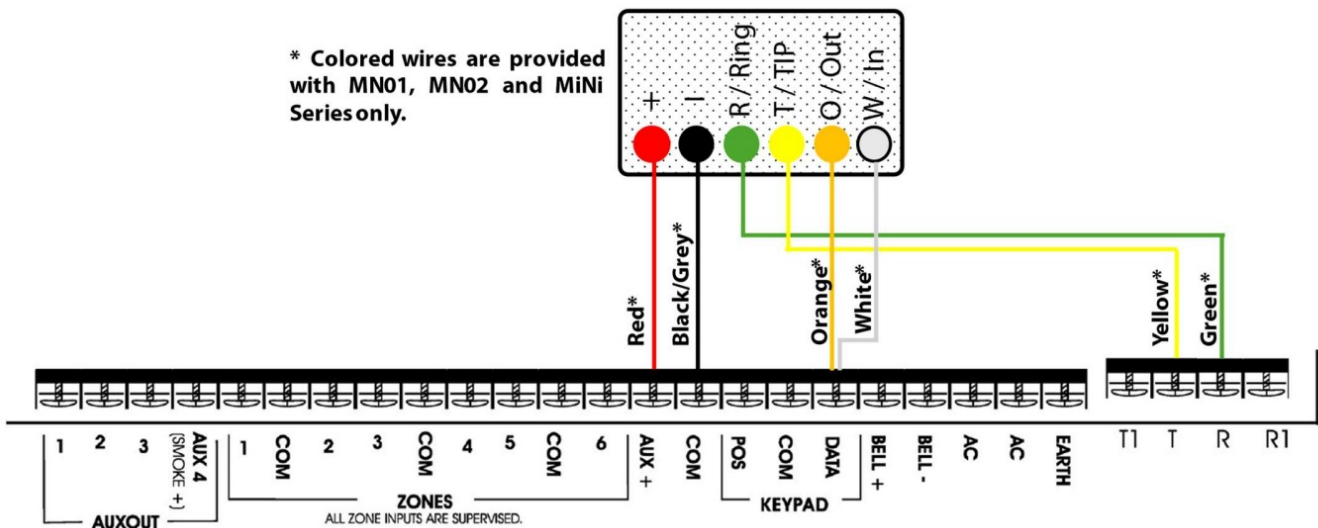 * Colored wires are provided
with MN01, MN02 and MiNi
Series only.
+
–
R / Ring
T / TIP
O / Out
W / In
Red*
Black/Grey*
Orange*
White*
Yellow*
Green*
1
2
3
AUX 4
(SMOKE +)
1
COM
2
3
COM
4
5
COM
6
AUX +
COM
POS
COM
DATA
BELL +
BELL -
AC
AC
EARTH
T1
T
R
R1
AUXOUT
ZONES
ALL ZONE INPUTS ARE SUPERVISED.
KEYPAD